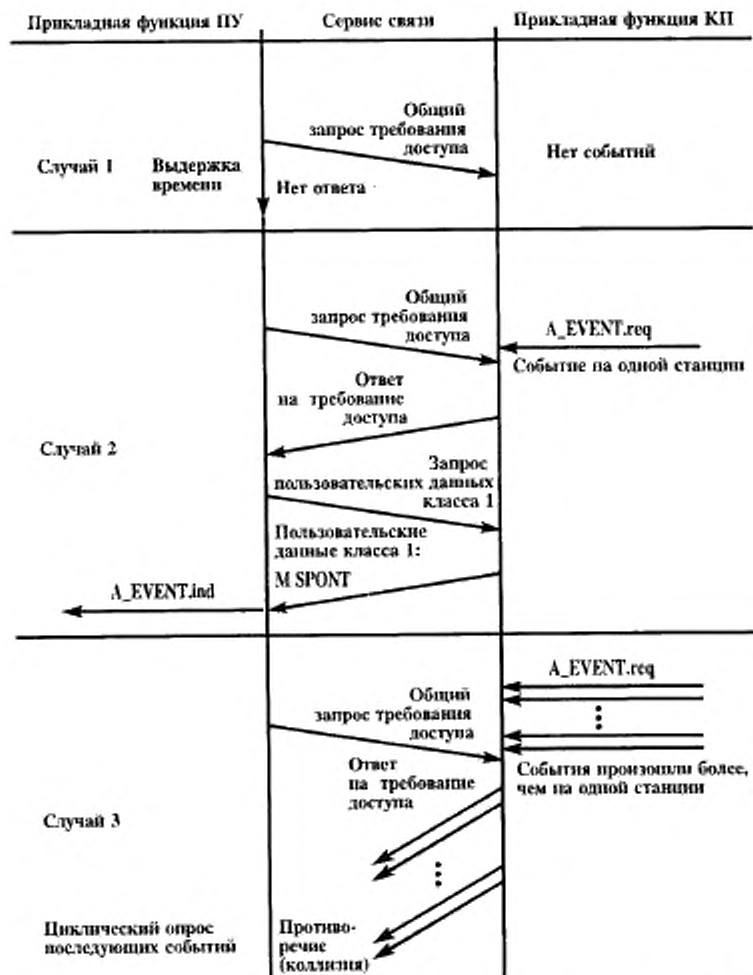 Прикладная функция ПУ
Сервис связи
Прикладная функция КП
Общий
запрос требования
доступа
Случай 1
Выдержка
времени
Нет событий
Нет ответа
Общий
запрос требования
доступа
A_EVENT.req
Событие на одной станции
Ответ
на требование
доступа
Случай 2
Запрос
пользовательских данных
класса 1
Пользовательские
данные класса 1:
M SPONT
A_EVENT.ind
A_EVENT.req
Общий
запрос требования
доступа
События произошли более,
чем на одной станции
Ответ
на требование
доступа
Случай 3
Циклический опрос
последующих событий
Противо-
речие
(коллизия)